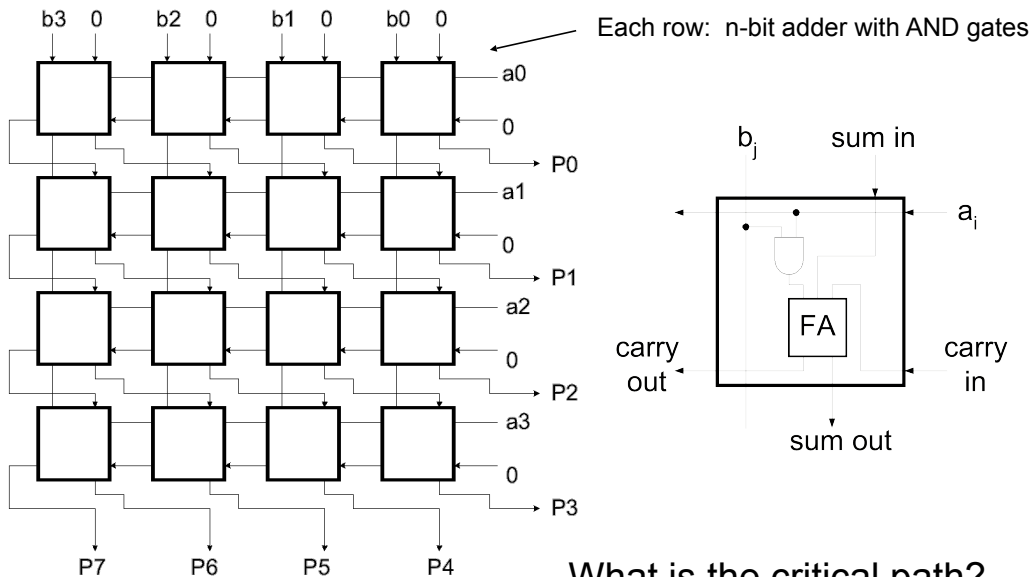 b3 0 b2 0 b1 0 b0 0
Each row: n-bit adder with AND gates
a0
0
P0
a1
0
P1
a2
0
P2
a3
0
P3
P7 P6 P5 P4
bj sum in
ai
FA
carry out
carry in
sum out
What is the critical path?